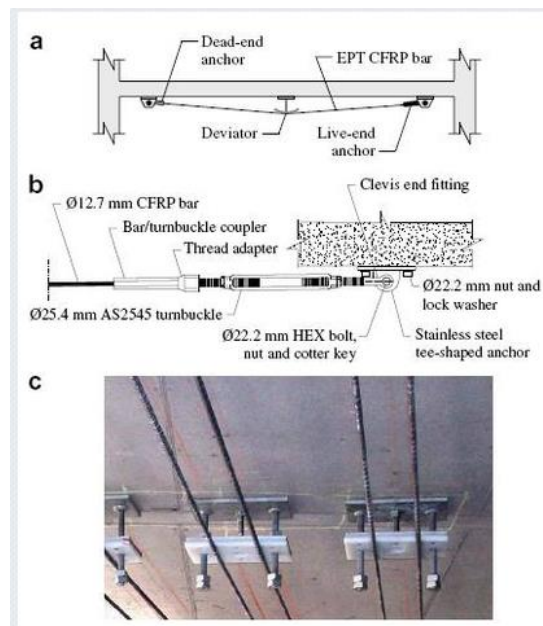 a
Dead-end
anchor
EPT CFRP bar
Deviator
Live-end
anchor
b
Clevis end fitting
Ø12.7 mm CFRP bar
Bar/turnbuckle coupler
Thread adapter
Ø25.4 mm AS2545 turnbuckle
Ø22.2 mm nut and
lock washer
Ø22.2 mm HEX bolt,
nut and cotter key
Stainless steel
tee-shaped anchor
c